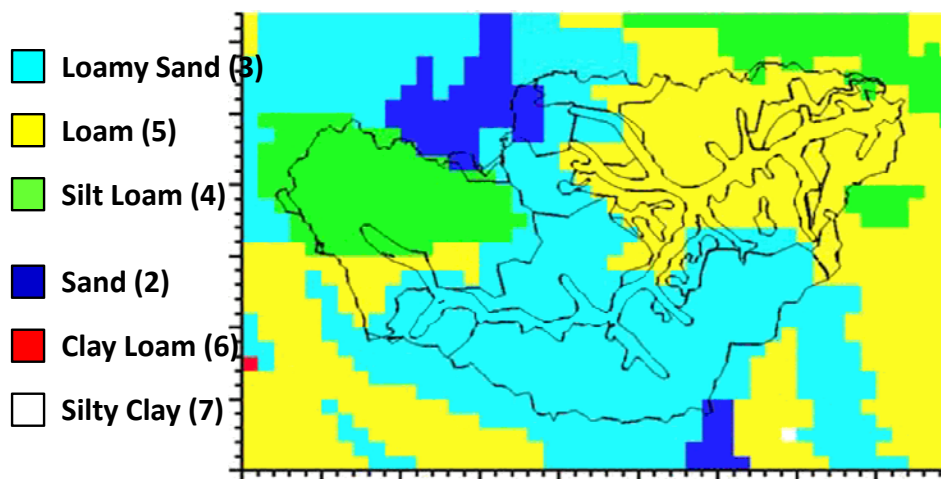 Loamy Sand (3)
Loam (5)
Silt Loam (4)
Sand (2)
Clay Loam (6)
Silty Clay (7)